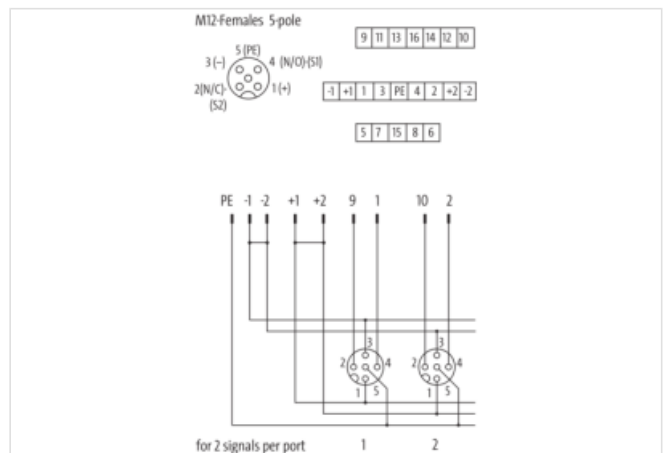 M12-Females 5-pole
5 (PE)
3 (–)
4 (N/O)-(S1)
2(N/C)-
(S2)
1 (+)
9 11 13 16 14 12 10
-1 +1 1 3 PE 4 2 +2 -2
5 7 15 8 6
PE -1 -2 +1 +2 9 1 10 2
3 3
2 4 2 4
1 5 1 5
for 2 signals per port 1 2